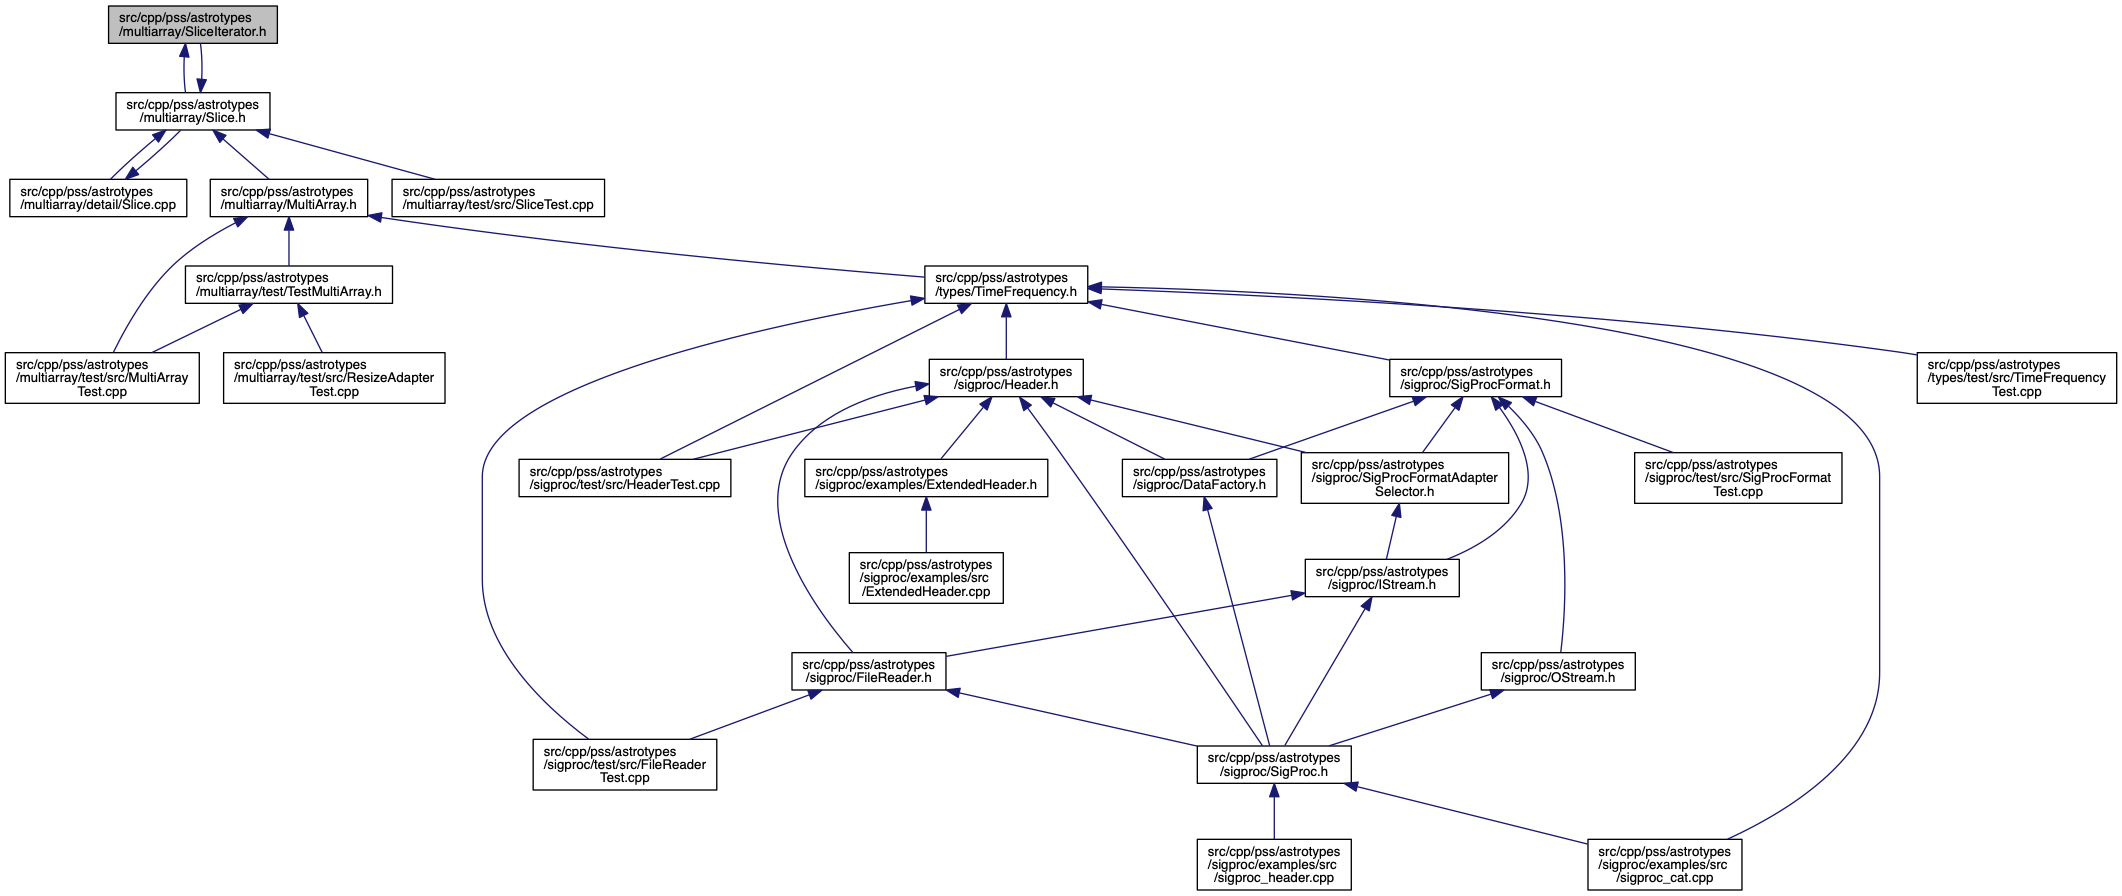 src/cpp/pss/astrotypes
/multiarray/SliceIterator.h
src/cpp/pss/astrotypes
/multiarray/Slice.h
src/cpp/pss/astrotypes
/multiarray/detail/Slice.cpp
src/cpp/pss/astrotypes
/multiarray/MultiArray.h
src/cpp/pss/astrotypes
/multiarray/test/src/SliceTest.cpp
src/cpp/pss/astrotypes
/multiarray/test/TestMultiArray.h
src/cpp/pss/astrotypes
/types/TimeFrequency.h
src/cpp/pss/astrotypes
/multiarray/test/src/MultiArray
Test.cpp
src/cpp/pss/astrotypes
/multiarray/test/src/ResizeAdapter
Test.cpp
src/cpp/pss/astrotypes
/sigproc/Header.h
src/cpp/pss/astrotypes
/sigproc/SigProcFormat.h
src/cpp/pss/astrotypes
/types/test/src/TimeFrequency
Test.cpp
src/cpp/pss/astrotypes
/sigproc/test/src/HeaderTest.cpp
src/cpp/pss/astrotypes
/sigproc/examples/ExtendedHeader.h
src/cpp/pss/astrotypes
/sigproc/DataFactory.h
src/cpp/pss/astrotypes
/sigproc/SigProcFormatAdapter
Selector.h
src/cpp/pss/astrotypes
/sigproc/test/src/SigProcFormat
Test.cpp
src/cpp/pss/astrotypes
/sigproc/examples/src
/ExtendedHeader.cpp
src/cpp/pss/astrotypes
/sigproc/IStream.h
src/cpp/pss/astrotypes
/sigproc/FileReader.h
src/cpp/pss/astrotypes
/sigproc/OStream.h
src/cpp/pss/astrotypes
/sigproc/test/src/FileReader
Test.cpp
src/cpp/pss/astrotypes
/sigproc/SigProc.h
src/cpp/pss/astrotypes
/sigproc/examples/src
/sigproc_header.cpp
src/cpp/pss/astrotypes
/sigproc/examples/src
/sigproc_cat.cpp